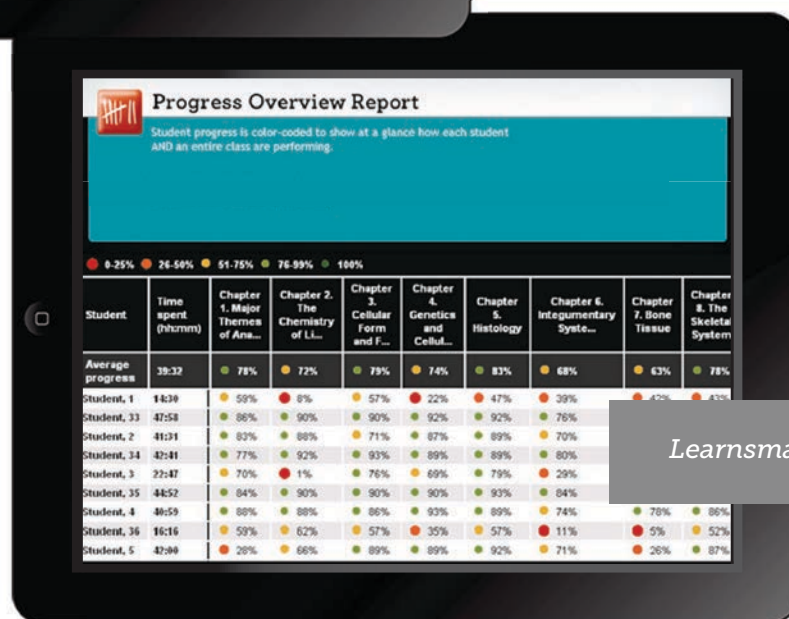 Progress Overview Report
Student progress is color-coded to show at a glance how each student
AND an entire class are performing.
0-25% 26-50% 51-75% 76-99% 100%
Student Time spent (hh:mm) Chapter 1. Major Themes of Ana... Chapter 2. The Chemistry of Li... Chapter 3. Cellular Form and F... Chapter 4. Genetics and Cellul... Chapter 5. Histology Chapter 6. Integumentary Syste... Chapter 7. Bone Tissue Chapter 8. The Skeletal System
Average progress 39:32 78% 72% 79% 74% 83% 68% 63% 78%
Student, 1 14:30 59% 8% 57% 22% 47% 39% 42% 43%
Student, 33 47:58 86% 90% 90% 92% 92% 76%
Student, 2 41:31 83% 88% 71% 87% 89% 70%
Student, 34 42:41 77% 92% 93% 89% 89% 80%
Student, 3 22:47 70% 1% 76% 69% 79% 29%
Student, 35 44:52 84% 90% 90% 90% 93% 84%
Student, 4 40:59 88% 88% 86% 93% 89% 74% 78% 86%
Student, 36 16:16 59% 62% 57% 35% 57% 11% 5% 52%
Student, 5 42:00 28% 66% 89% 89% 92% 71% 26% 87%
Learnsma